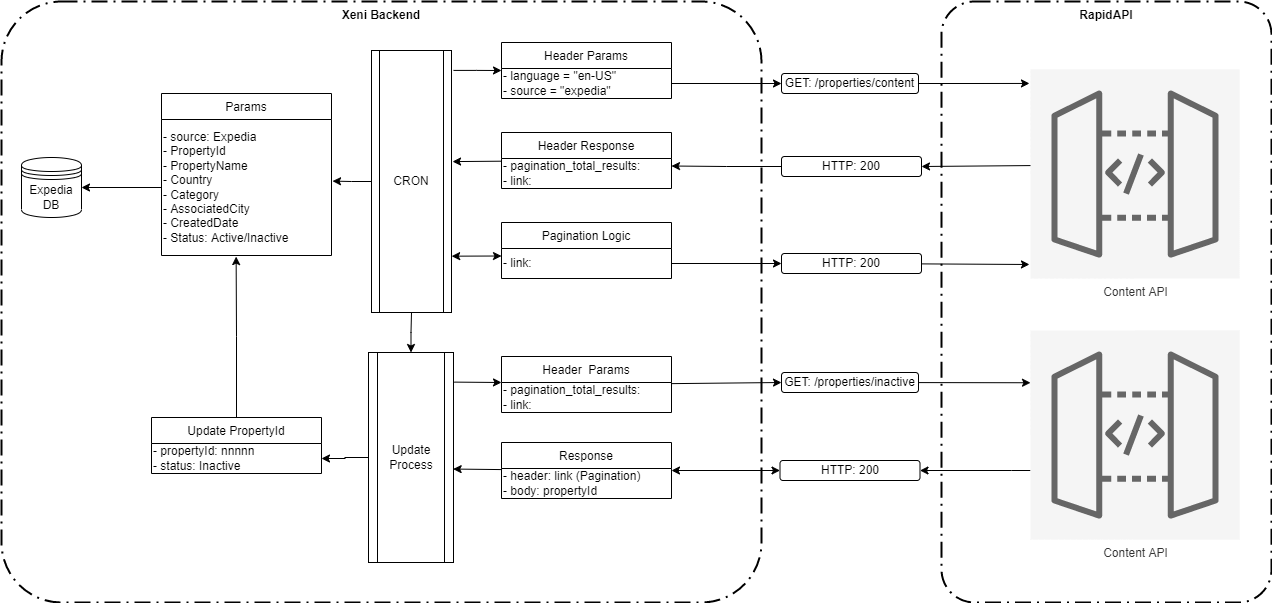 Xeni Backend
RapidAPI
Header Params
- language = "en-US"
- source = "expedia"
GET: /properties/content
Params
- source: Expedia
- PropertyId
- PropertyName
- Country
- Category
- AssociatedCity
- CreatedDate
- Status: Active/Inactive
Expedia
DB
CRON
Header Response
- pagination_total_results:
- link:
HTTP: 200
Pagination Logic
- link:
HTTP: 200
Content API
Header  Params
- pagination_total_results:
- link:
GET: /properties/inactive
Update PropertyId
- propertyId: nnnnn
- status: Inactive
Update
Process
Response
- header: link (Pagination)
- body: propertyId
HTTP: 200
Content API